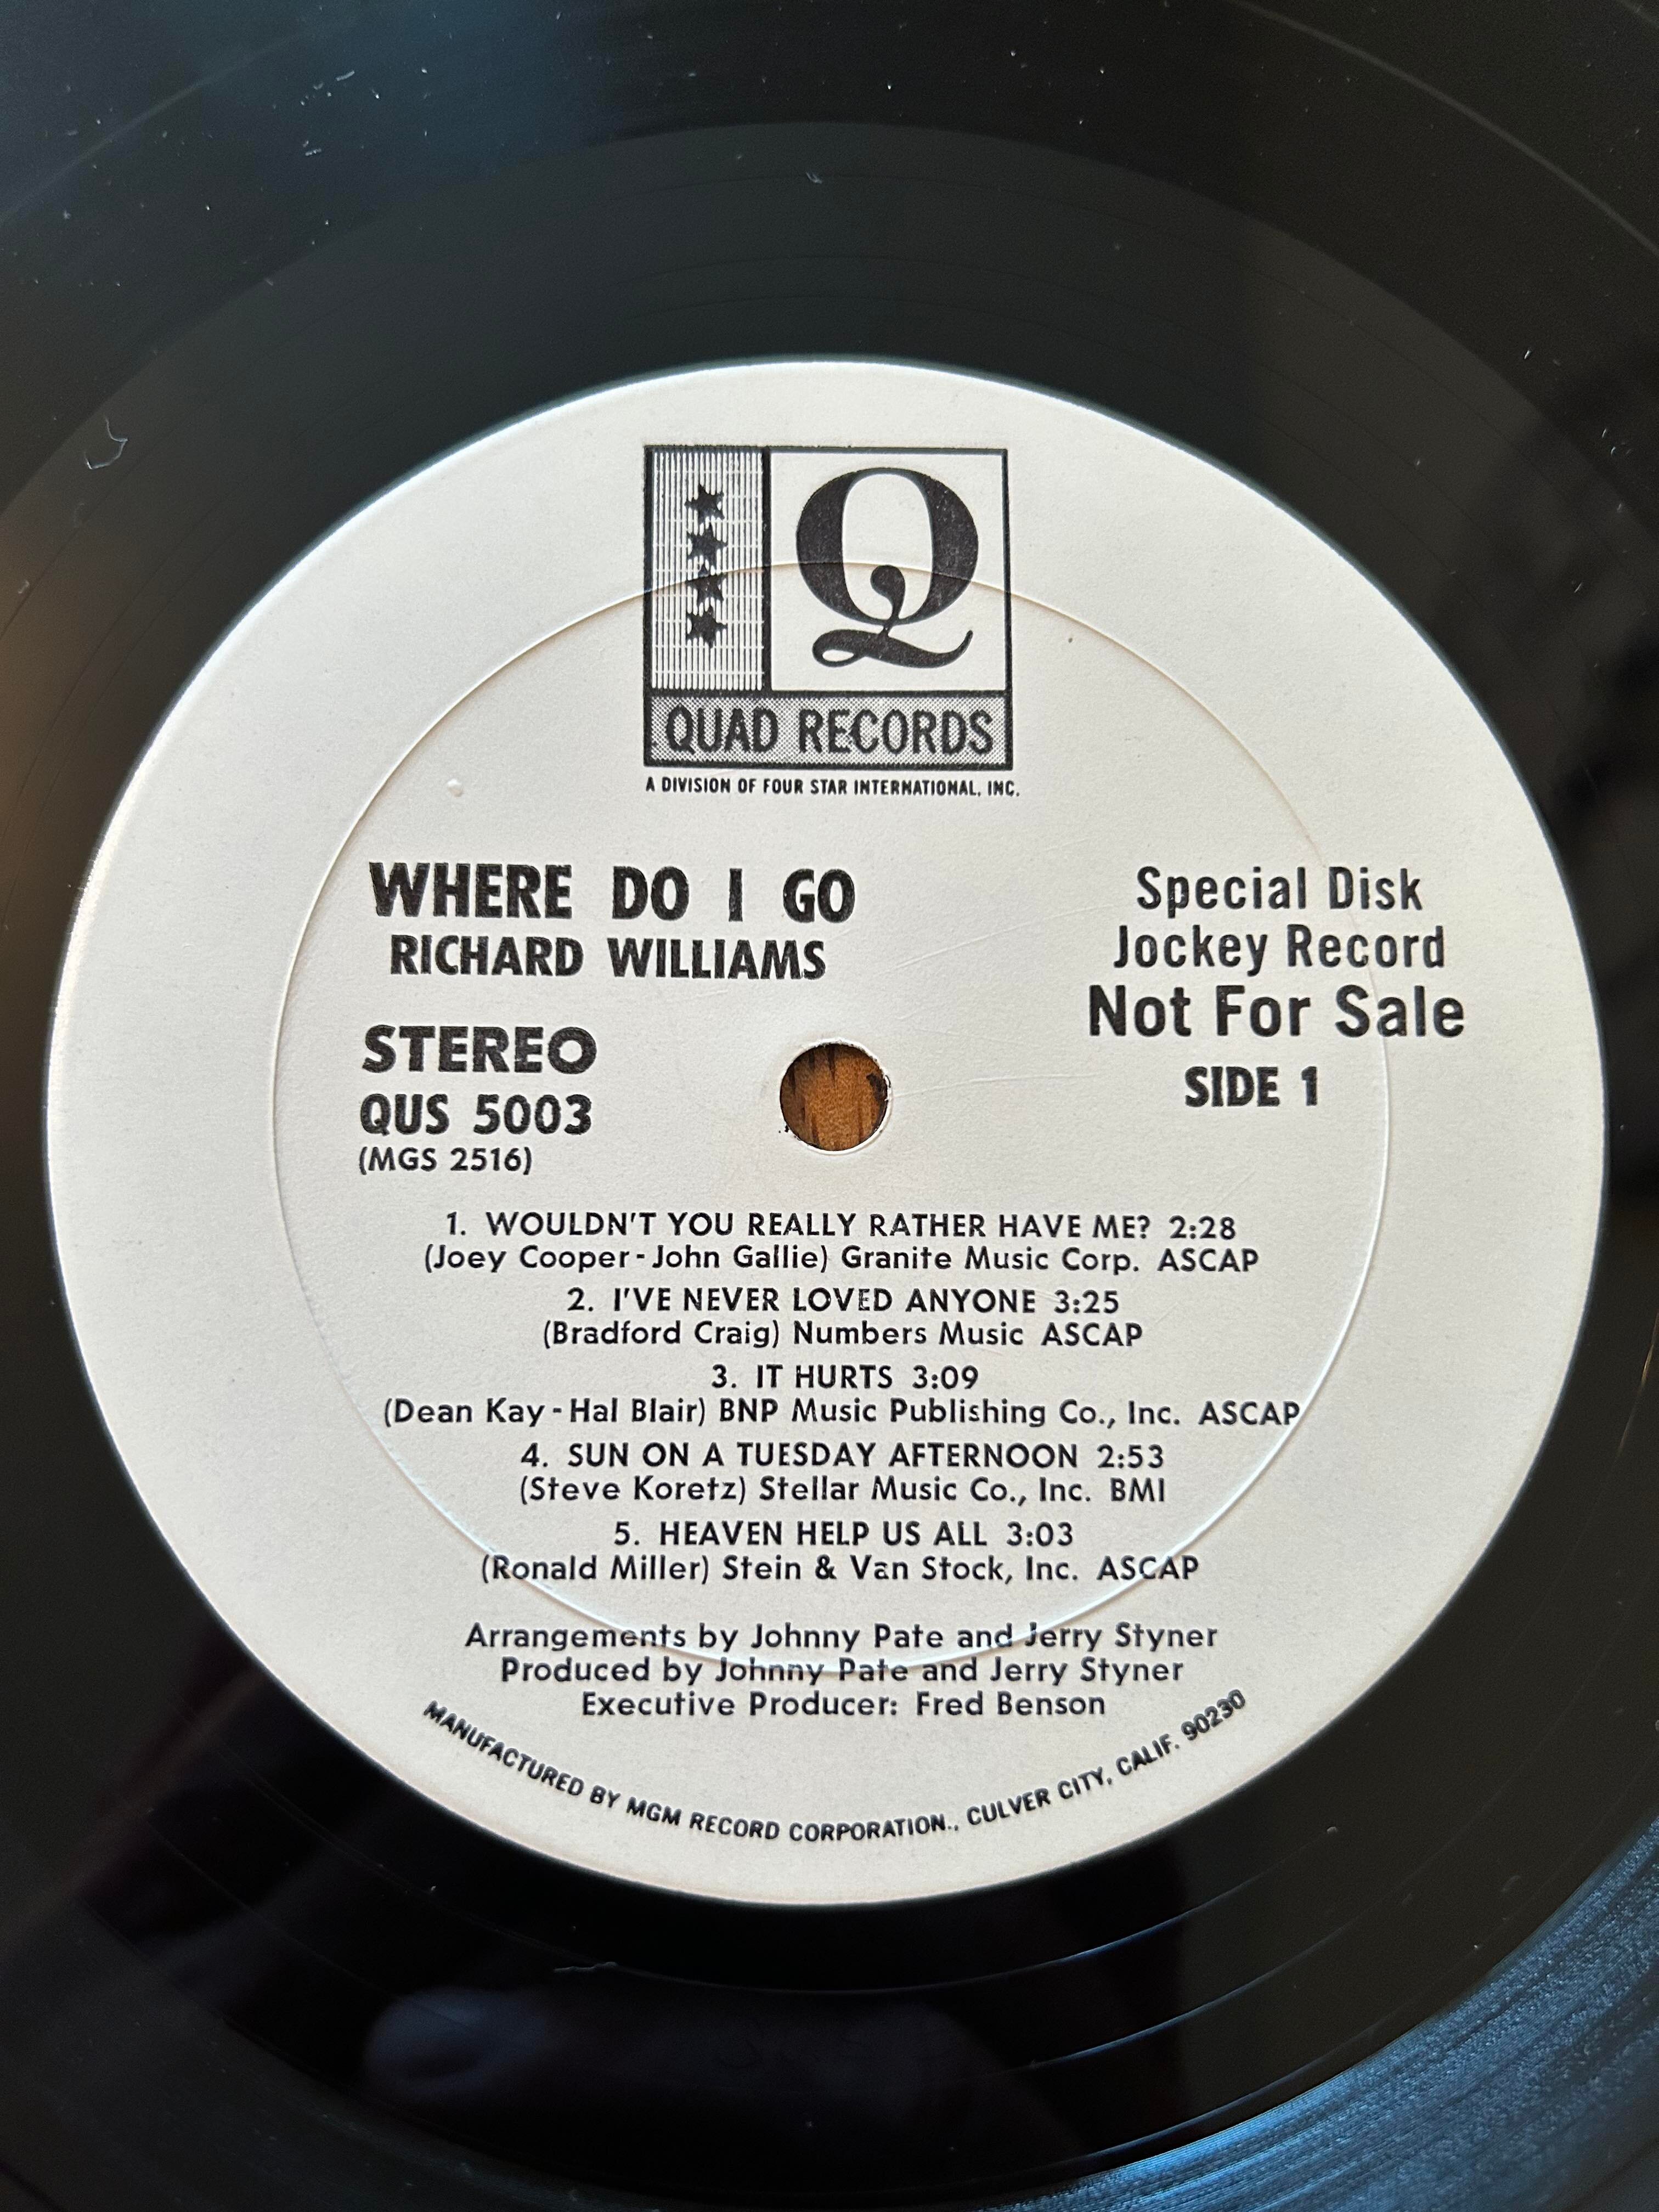 Q
QUAD RECORDS
A DIVISION OF FOUR STAR INTERNATIONAL, INC.
WHERE DO I GO
RICHARD WILLIAMS
STEREO
QUS 5003
(MGS 2516)
Special Disk
Jockey Record
Not For Sale
SIDE 1
1. WOULDN'T YOU REALLY RATHER HAVE ME? 2:28
(Joey Cooper-John Gallie) Granite Music Corp. ASCAP
2. I'VE NEVER LOVED ANYONE 3:25
(Bradford Craig) Numbers Music ASCAP
3. IT HURTS 3:09
(Dean Kay-Hal Blair) BNP Music Publishing Co., Inc. ASCAP
4. SUN ON A TUESDAY AFTERNOON 2:53
(Steve Koretz) Stellar Music Co., Inc. BMI
5. HEAVEN HELP US ALL 3:03
(Ronald Miller) Stein & Van Stock, Inc. ASCAP
Arrangements by Johnny Pate and Jerry Styner
Produced by Johnny Pate and Jerry Styner
Executive Producer: Fred Benson
MANUFACTURED BY MGM RECORD CORPORATION., CULVER CITY, CALIF. 90230